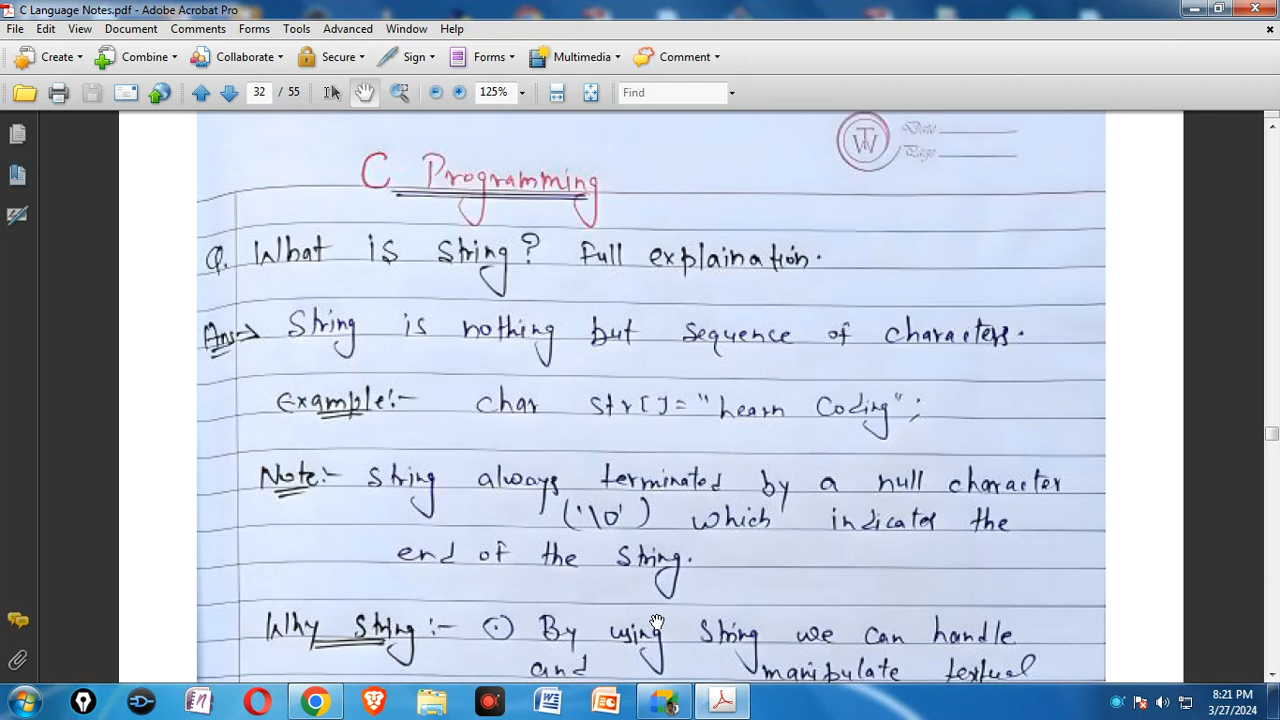 C Language Notes.pdf - Adobe Acrobat Pro
File Edit View Document Comments Forms Tools Advanced Window Help
Create Combine Collaborate Secure Sign Forms Multimedia Comment
32 / 55 125% Find
TW
Date
Page
C Programming
Q. What is String? Full explaination.
Ans→ String is nothing but sequence of characters.
Example:- char str[]= "Learn Coding";
Note:- String always terminated by a null character
('\0') which indicates the
end of the string.
Why string:- By using string we can handle
and manipulate textual
8:21 PM
3/27/2024